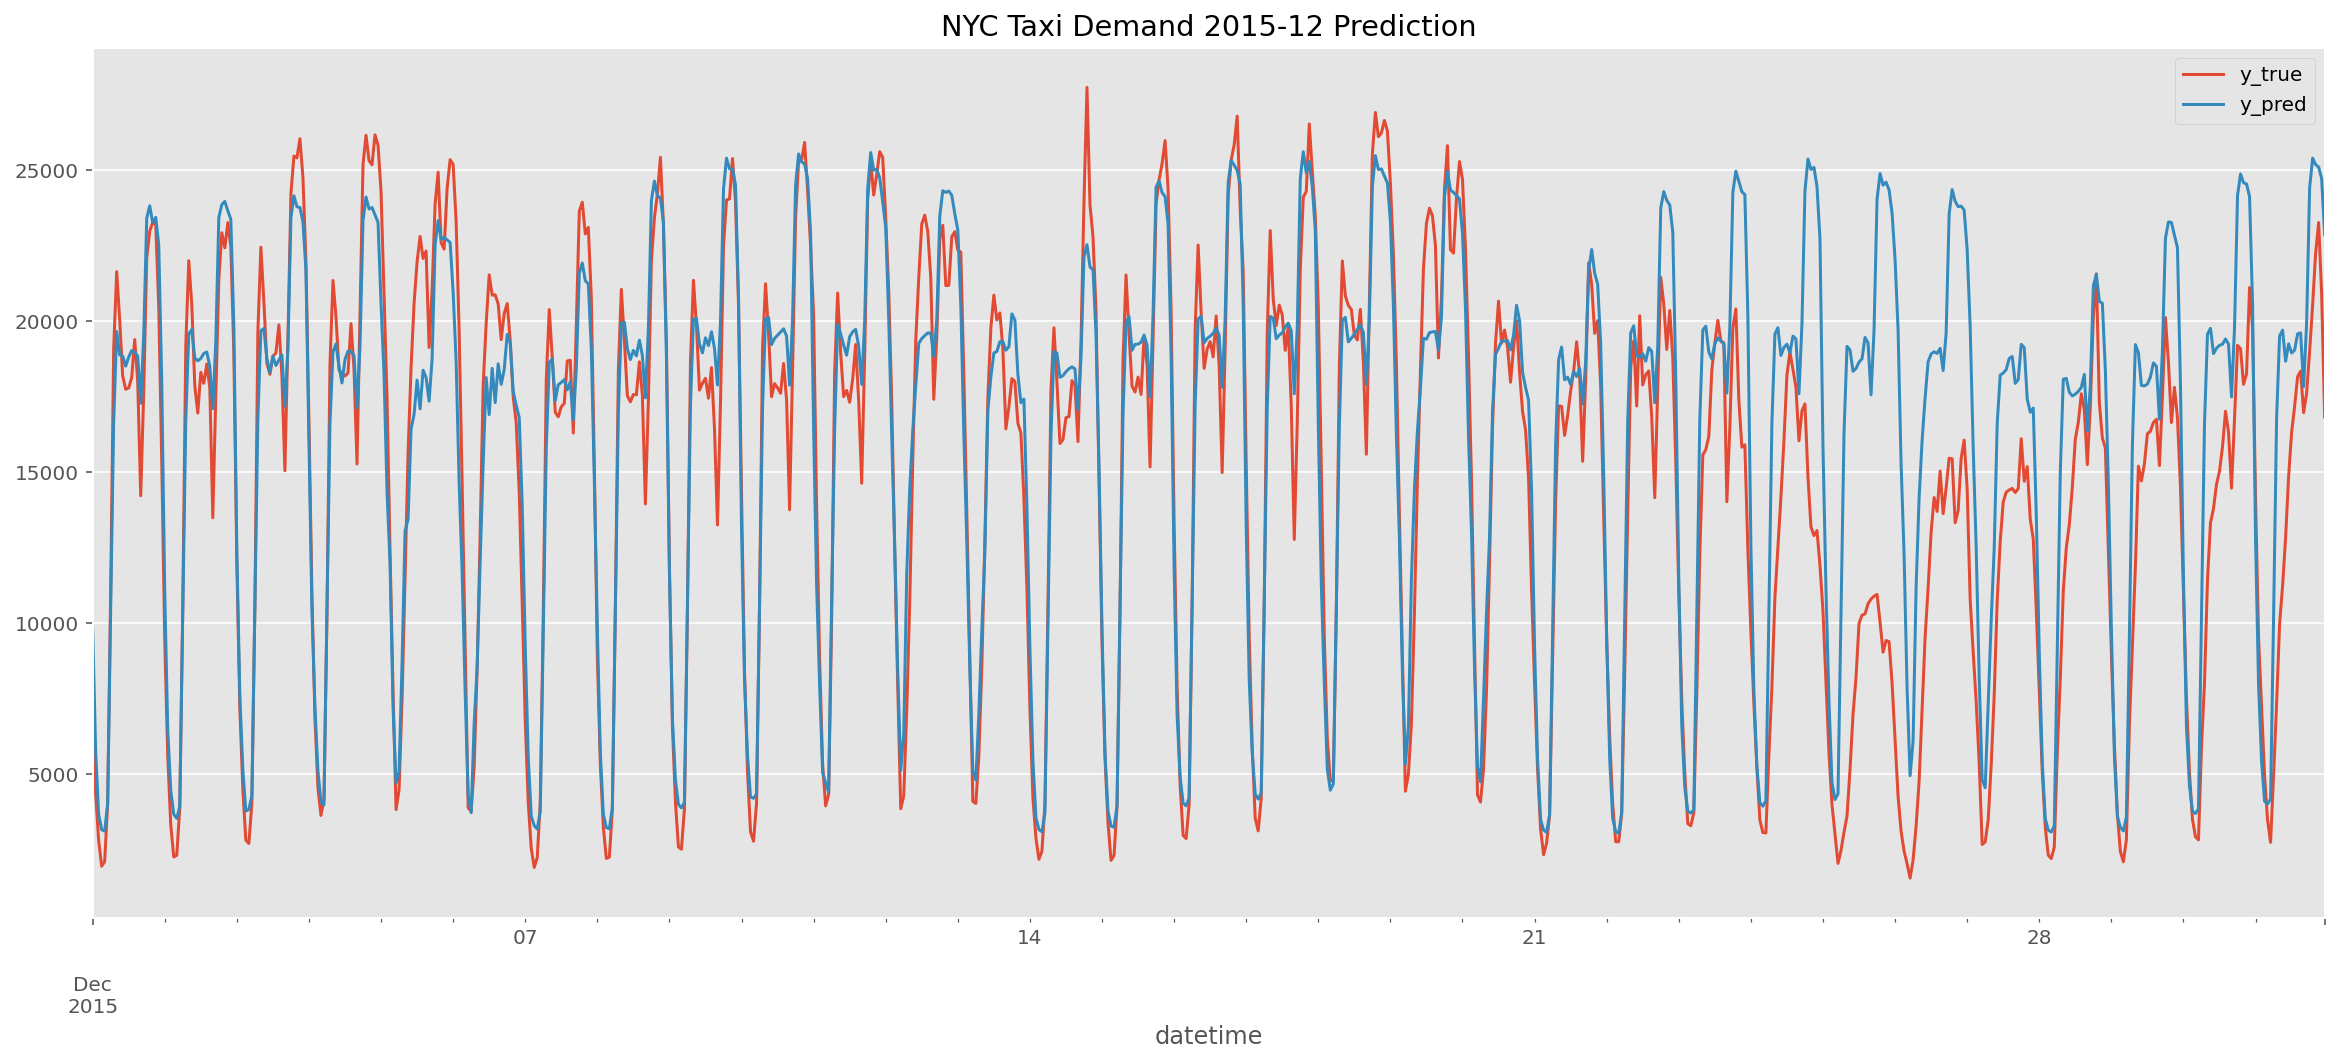 NYC Taxi Demand 2015-12 Prediction
y_true
y_pred
25000
20000
15000
10000
5000
07
14
21
28
Dec
2015
datetime